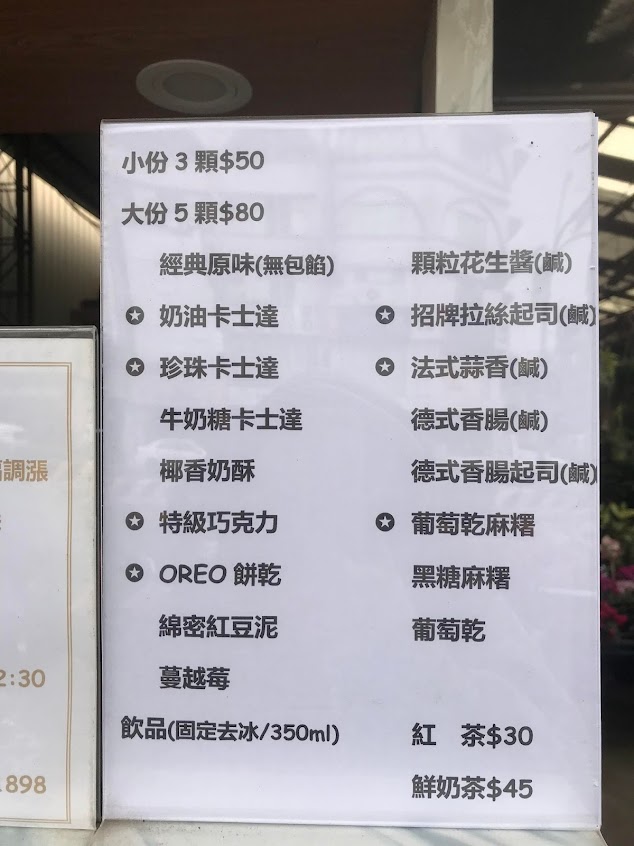 小份 3 顆$50
大份 5 顆$80
經典原味(無包餡)
✪ 奶油卡士達
✪ 珍珠卡士達
牛奶糖卡士達
椰香奶酥
✪ 特級巧克力
✪ OREO 餅乾
綿密紅豆泥
蔓越莓
顆粒花生醬(鹹)
✪ 招牌拉絲起司(鹹)
✪ 法式蒜香(鹹)
德式香腸(鹹)
德式香腸起司(鹹)
✪ 葡萄乾麻糬
黑糖麻糬
葡萄乾
飲品(固定去冰/350ml)
紅　茶$30
鮮奶茶$45
調漲
2:30
898